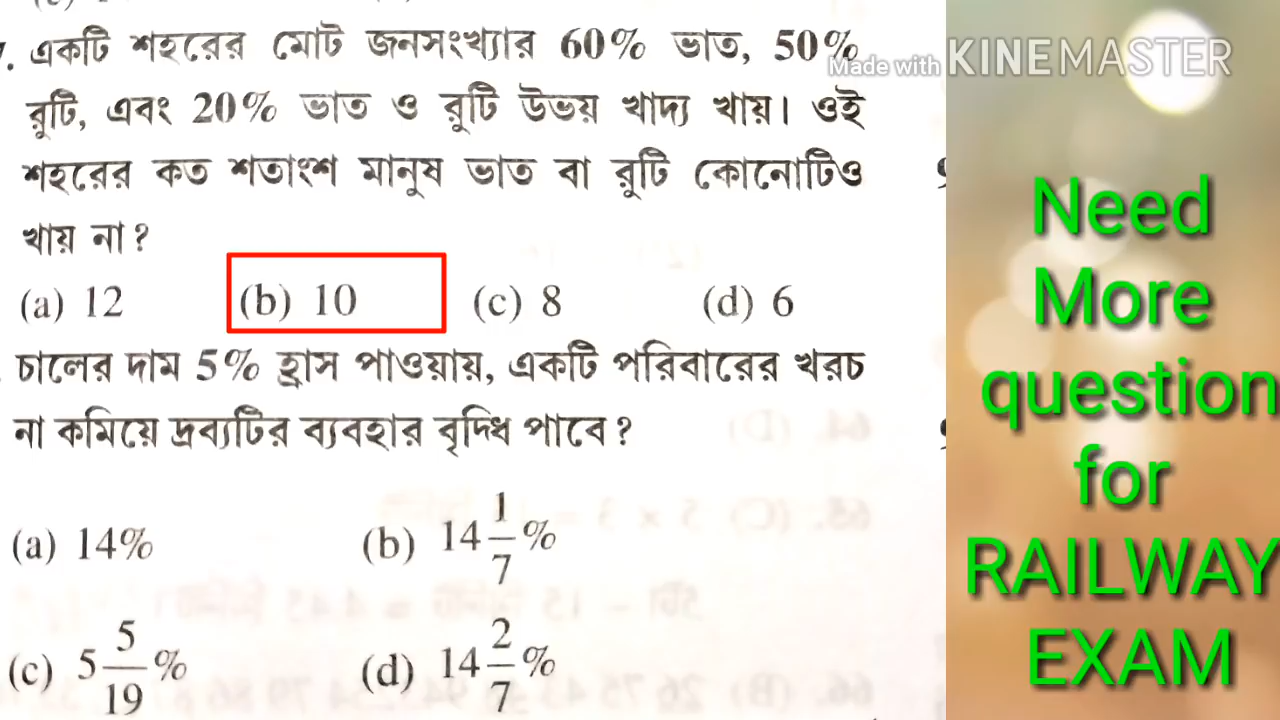 একটি শহরের মোট জনসংখ্যার 60% ভাত, 50%
রুটি, এবং 20% ভাত ও রুটি উভয় খাদ্য খায়। ওই
শহরের কত শতাংশ মানুষ ভাত বা রুটি কোনোটিও
খায় না?
(a) 12 (b) 10 (c) 8 (d) 6
চালের দাম 5% হ্রাস পাওয়ায়, একটি পরিবারের খরচ
না কমিয়ে দ্রব্যটির ব্যবহার বৃদ্ধি পাবে?
(a) 14% (b) 14 1/7 %
(c) 5 5/19 % (d) 14 2/7 %
Made with KINEMASTER
Need
More
question
for
RAILWAY
EXAM